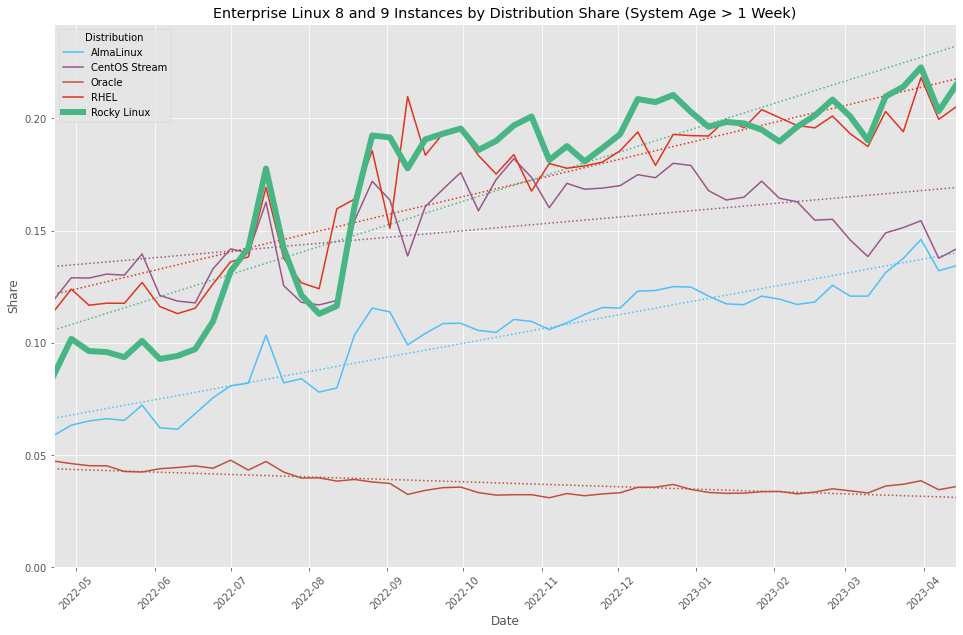 Enterprise Linux 8 and 9 Instances by Distribution Share (System Age > 1 Week)
Distribution
AlmaLinux
CentOS Stream
Oracle
RHEL
Rocky Linux
Share
0.20
0.15
0.10
0.05
0.00
2022-05
2022-06
2022-07
2022-08
2022-09
2022-10
2022-11
2022-12
2023-01
2023-02
2023-03
2023-04
Date